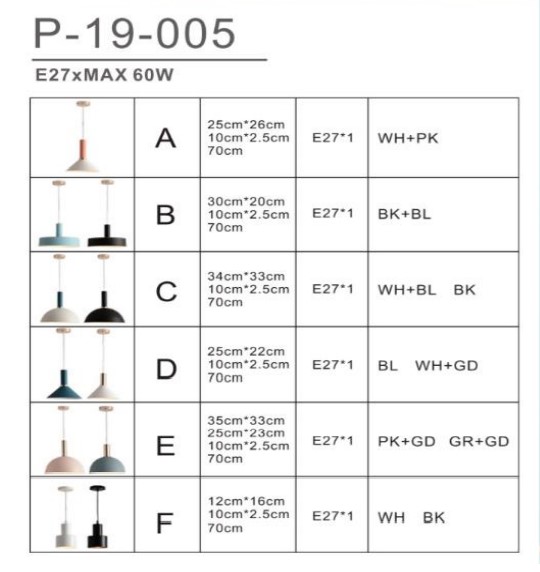 P-19-005
E27xMAX 60W
A
25cm*26cm
10cm*2.5cm
70cm
E27*1
WH+PK
B
30cm*20cm
10cm*2.5cm
70cm
E27*1
BK+BL
C
34cm*33cm
10cm*2.5cm
70cm
E27*1
WH+BL BK
D
25cm*22cm
10cm*2.5cm
70cm
E27*1
BL WH+GD
E
35cm*33cm
25cm*23cm
10cm*2.5cm
70cm
E27*1
PK+GD GR+GD
F
12cm*16cm
10cm*2.5cm
70cm
E27*1
WH BK